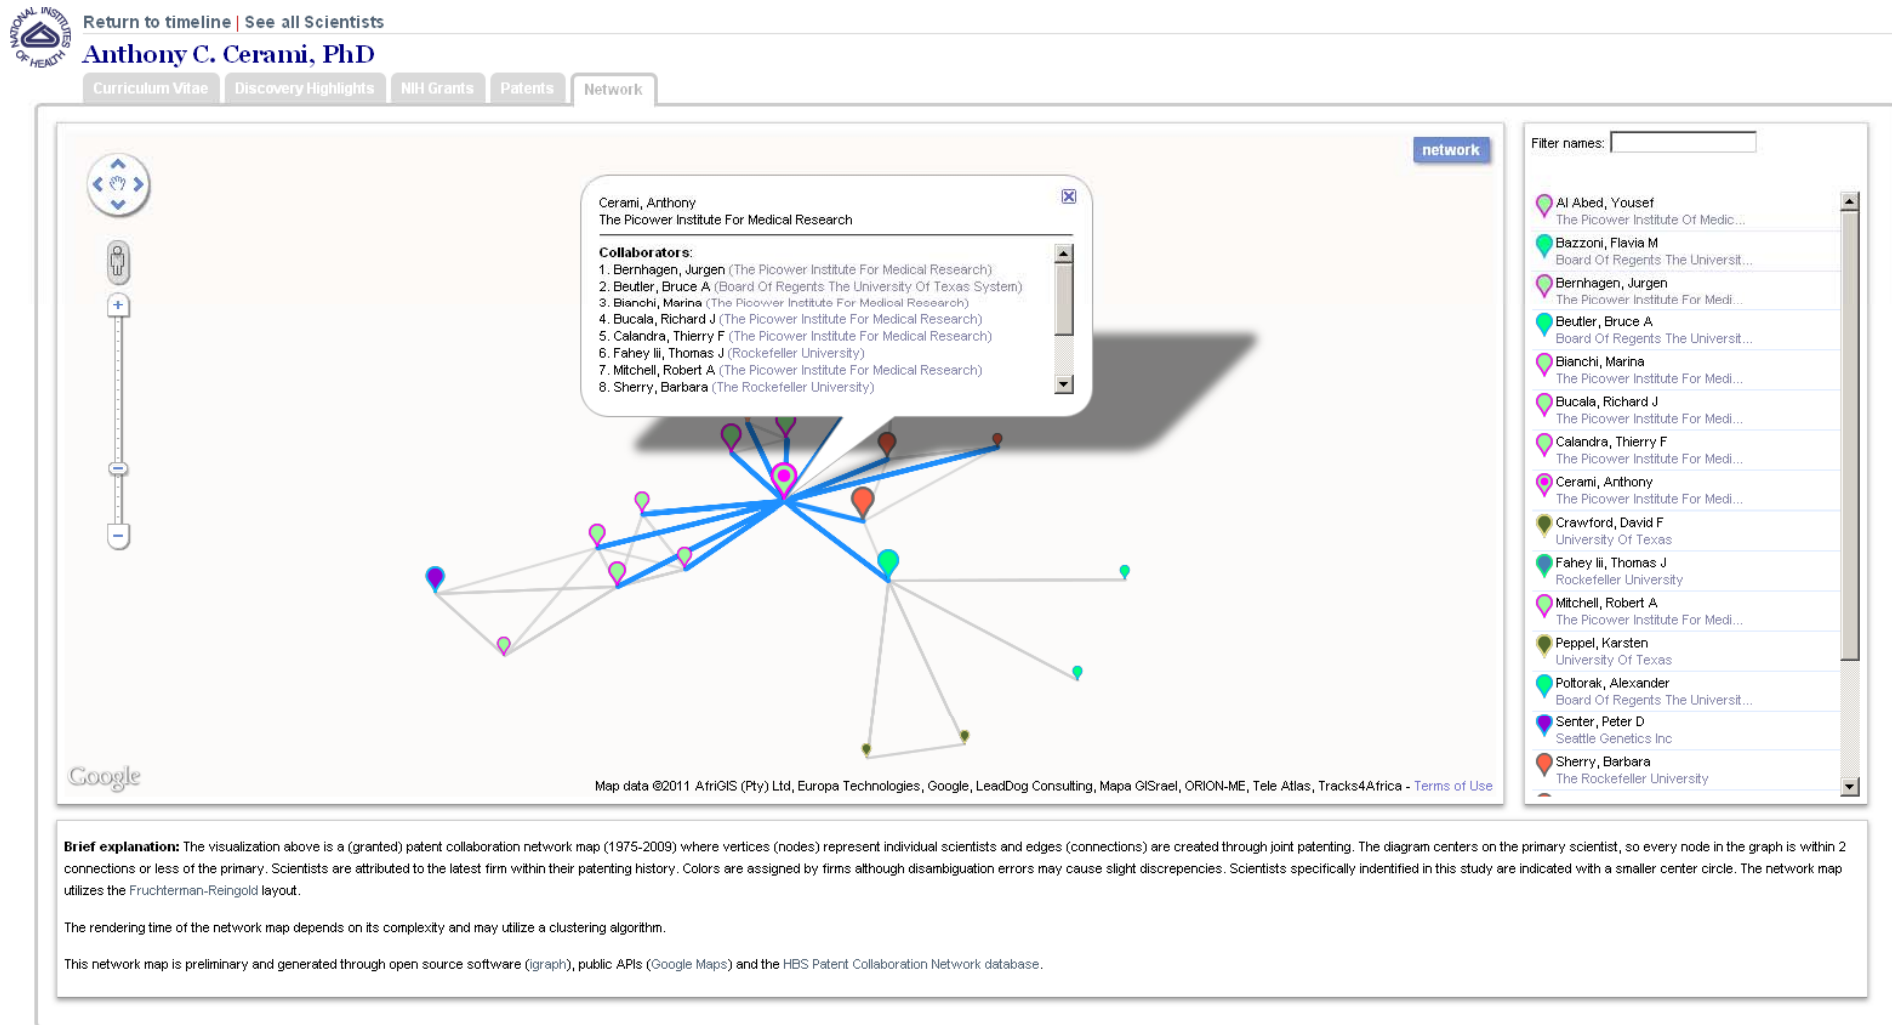 NATIONAL INSTITUTES OF HEALTH
Return to timeline | See all Scientists
Anthony C. Cerami, PhD
Curriculum Vitae Discovery Highlights NIH Grants Patents Network
network
Cerami, Anthony
The Picower Institute For Medical Research
Collaborators:
1. Bernhagen, Jurgen (The Picower Institute For Medical Research)
2. Beutler, Bruce A (Board Of Regents The University Of Texas System)
3. Bianchi, Marina (The Picower Institute For Medical Research)
4. Bucala, Richard J (The Picower Institute For Medical Research)
5. Calandra, Thierry F (The Picower Institute For Medical Research)
6. Fahey Iii, Thomas J (Rockefeller University)
7. Mitchell, Robert A (The Picower Institute For Medical Research)
8. Sherry, Barbara (The Rockefeller University)
Google
Map data ©2011 AfriGIS (Pty) Ltd, Europa Technologies, Google, LeadDog Consulting, Mapa GISrael, ORION-ME, Tele Atlas, Tracks4Africa - Terms of Use
Filter names:
Al Abed, Yousef
The Picower Institute Of Medic...
Bazzoni, Flavia M
Board Of Regents The Universit...
Bernhagen, Jurgen
The Picower Institute For Medi...
Beutler, Bruce A
Board Of Regents The Universit...
Bianchi, Marina
The Picower Institute For Medi...
Bucala, Richard J
The Picower Institute For Medi...
Calandra, Thierry F
The Picower Institute For Medi...
Cerami, Anthony
The Picower Institute For Medi...
Crawford, David F
University Of Texas
Fahey Iii, Thomas J
Rockefeller University
Mitchell, Robert A
The Picower Institute For Medi...
Peppel, Karsten
University Of Texas
Poltorak, Alexander
Board Of Regents The Universit...
Senter, Peter D
Seattle Genetics Inc
Sherry, Barbara
The Rockefeller University
Brief explanation: The visualization above is a (granted) patent collaboration network map (1975-2009) where vertices (nodes) represent individual scientists and edges (connections) are created through joint patenting. The diagram centers on the primary scientist, so every node in the graph is within 2
connections or less of the primary. Scientists are attributed to the latest firm within their patenting history. Colors are assigned by firms although disambiguation errors may cause slight discrepencies. Scientists specifically indentified in this study are indicated with a smaller center circle. The network map
utilizes the Fruchterman-Reingold layout.
The rendering time of the network map depends on its complexity and may utilize a clustering algorithm.
This network map is preliminary and generated through open source software (igraph), public APIs (Google Maps) and the HBS Patent Collaboration Network database.